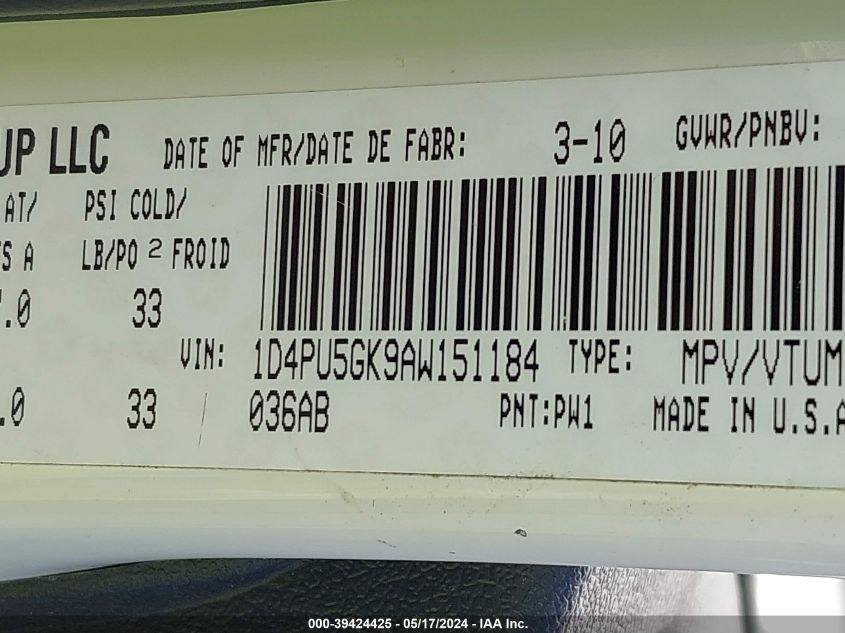 UP LLC DATE OF MFR/DATE DE FABR: 3-10 GVWR/PNBV:
AT/ PSI COLD/
A LB/PO 2 FROID
.0 33
VIN: 1D4PU5GK9AW151184 TYPE: MPV/VTUM
.0 33 036AB PNT:PW1 MADE IN U.S.A
000-39424425 - 05/17/2024 - IAA Inc.